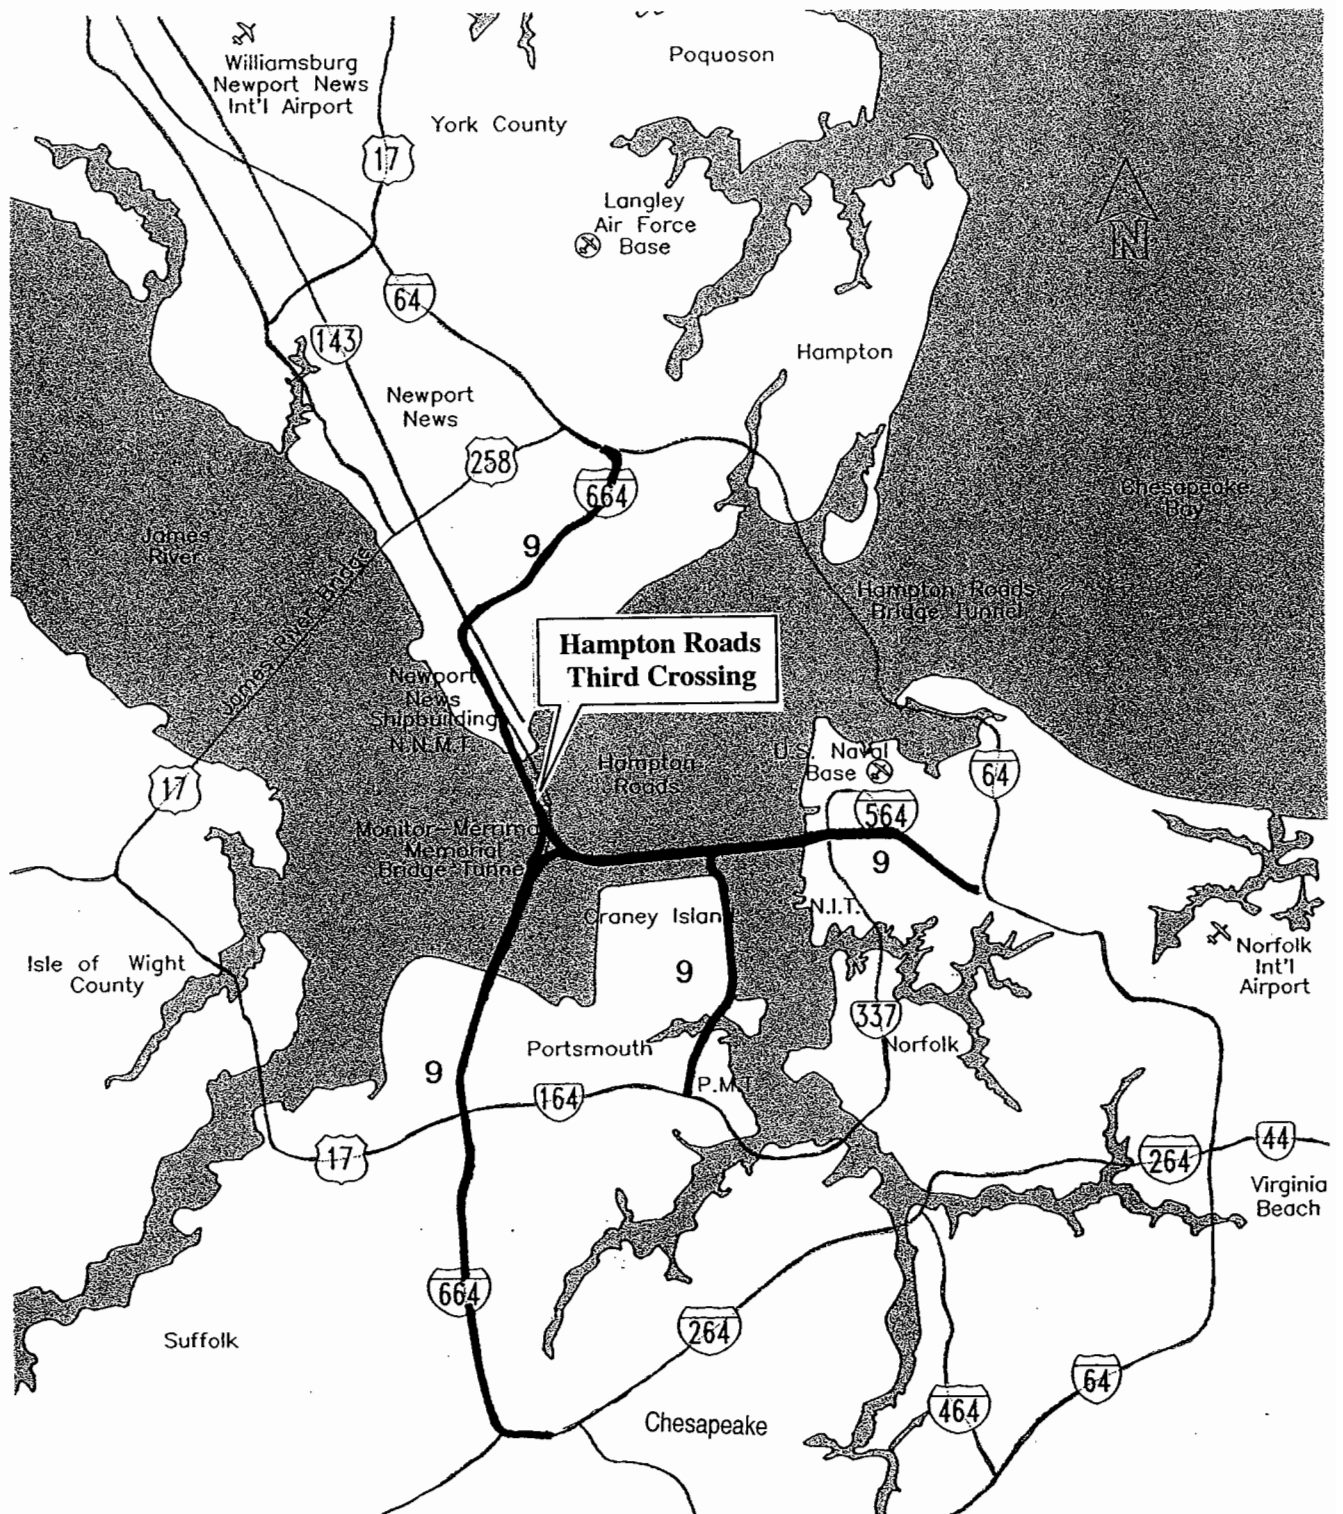 Williamsburg
Newport News
Int'l Airport
Poquoson
York County
17
Langley
Air Force
Base
N
64
143
Hampton
Newport
News
258
664
Chesapeake
Bay
James
River
9
James River Bridge
Hampton Roads
Bridge Tunnel
Hampton Roads
Third Crossing
Newport
News
Shipbuilding
N.N.M.T.
Hampton
Roads
U.S. Naval
Base
64
17
564
Monitor-Merrima
Memorial
Bridge-Tunnel
9
N.I.T.
Craney Island
Norfolk
Int'l
Airport
Isle of Wight
County
9
337
Norfolk
Portsmouth
9
P.M.T.
164
17
264
44
Virginia
Beach
664
264
Suffolk
64
464
Chesapeake